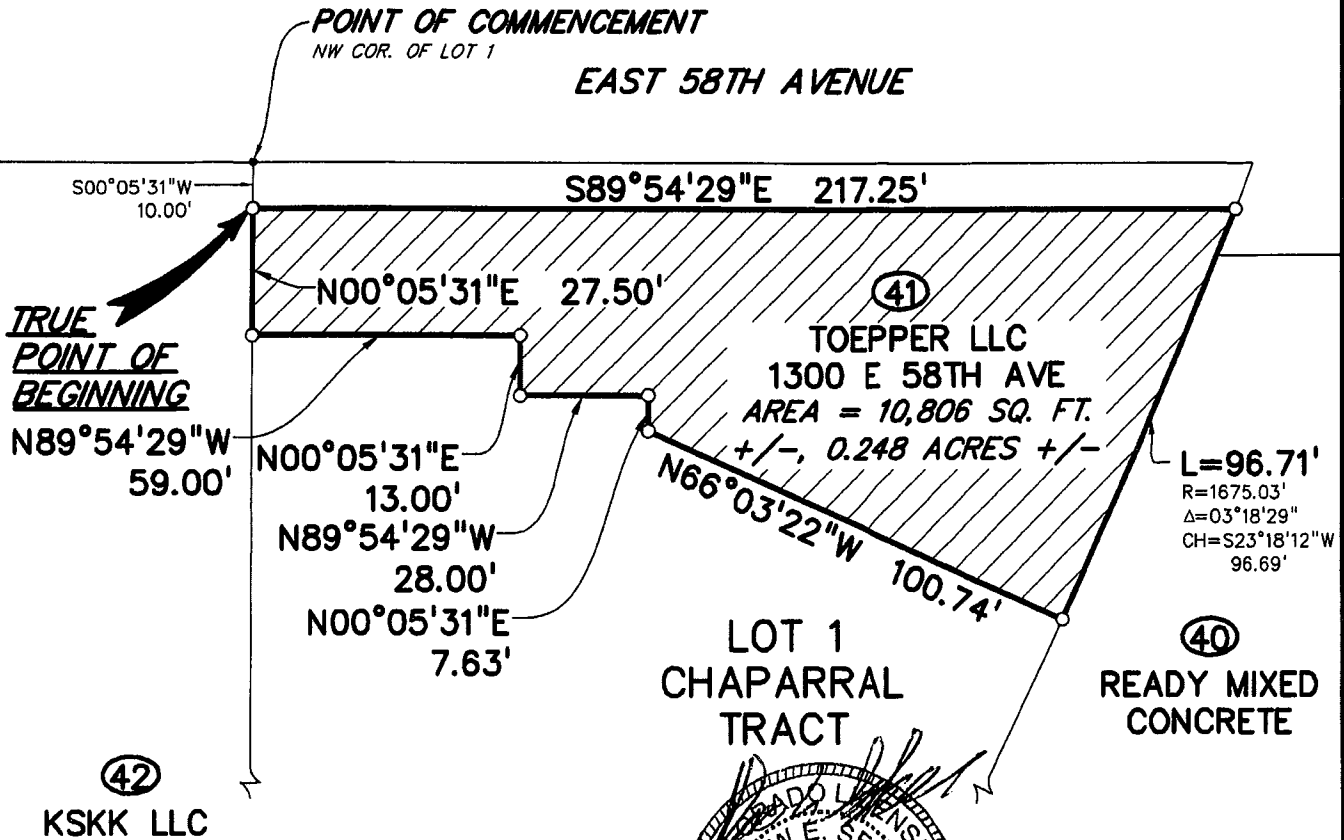 POINT OF COMMENCEMENT
NW COR. OF LOT 1
EAST 58TH AVENUE
S00°05'31"W
10.00'
S89°54'29"E 217.25'
N00°05'31"E 27.50'
41
TOEPPER LLC
1300 E 58TH AVE
AREA = 10,806 SQ. FT.
+/-, 0.248 ACRES +/-
TRUE
POINT OF
BEGINNING
N89°54'29"W
59.00'
N00°05'31"E
13.00'
N89°54'29"W
28.00'
N00°05'31"E
7.63'
N66°03'22"W 100.74'
L=96.71'
R=1675.03'
Δ=03°18'29"
CH=S23°18'12"W
96.69'
LOT 1
CHAPARRAL
TRACT
40
READY MIXED
CONCRETE
42
KSKK LLC